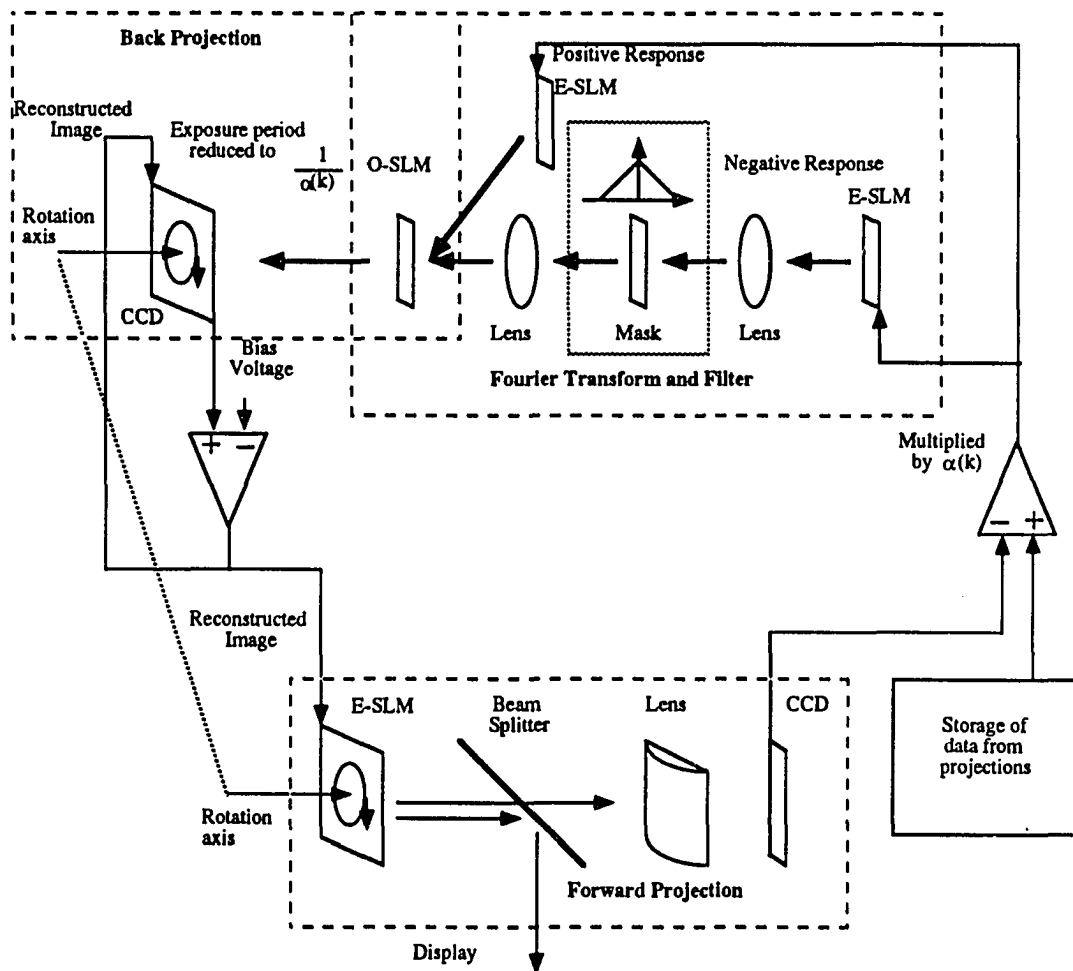 Back Projection
Positive Response
E-SLM
Reconstructed
Image
Exposure period
reduced to
1
α(k)
O-SLM
Negative Response
E-SLM
Rotation
axis
CCD
Lens
Mask
Lens
Bias
Voltage
Fourier Transform and Filter
+
−
Multiplied
by α(k)
−
+
Reconstructed
Image
E-SLM
Beam
Splitter
Lens
CCD
Storage of
data from
projections
Rotation
axis
Forward Projection
Display